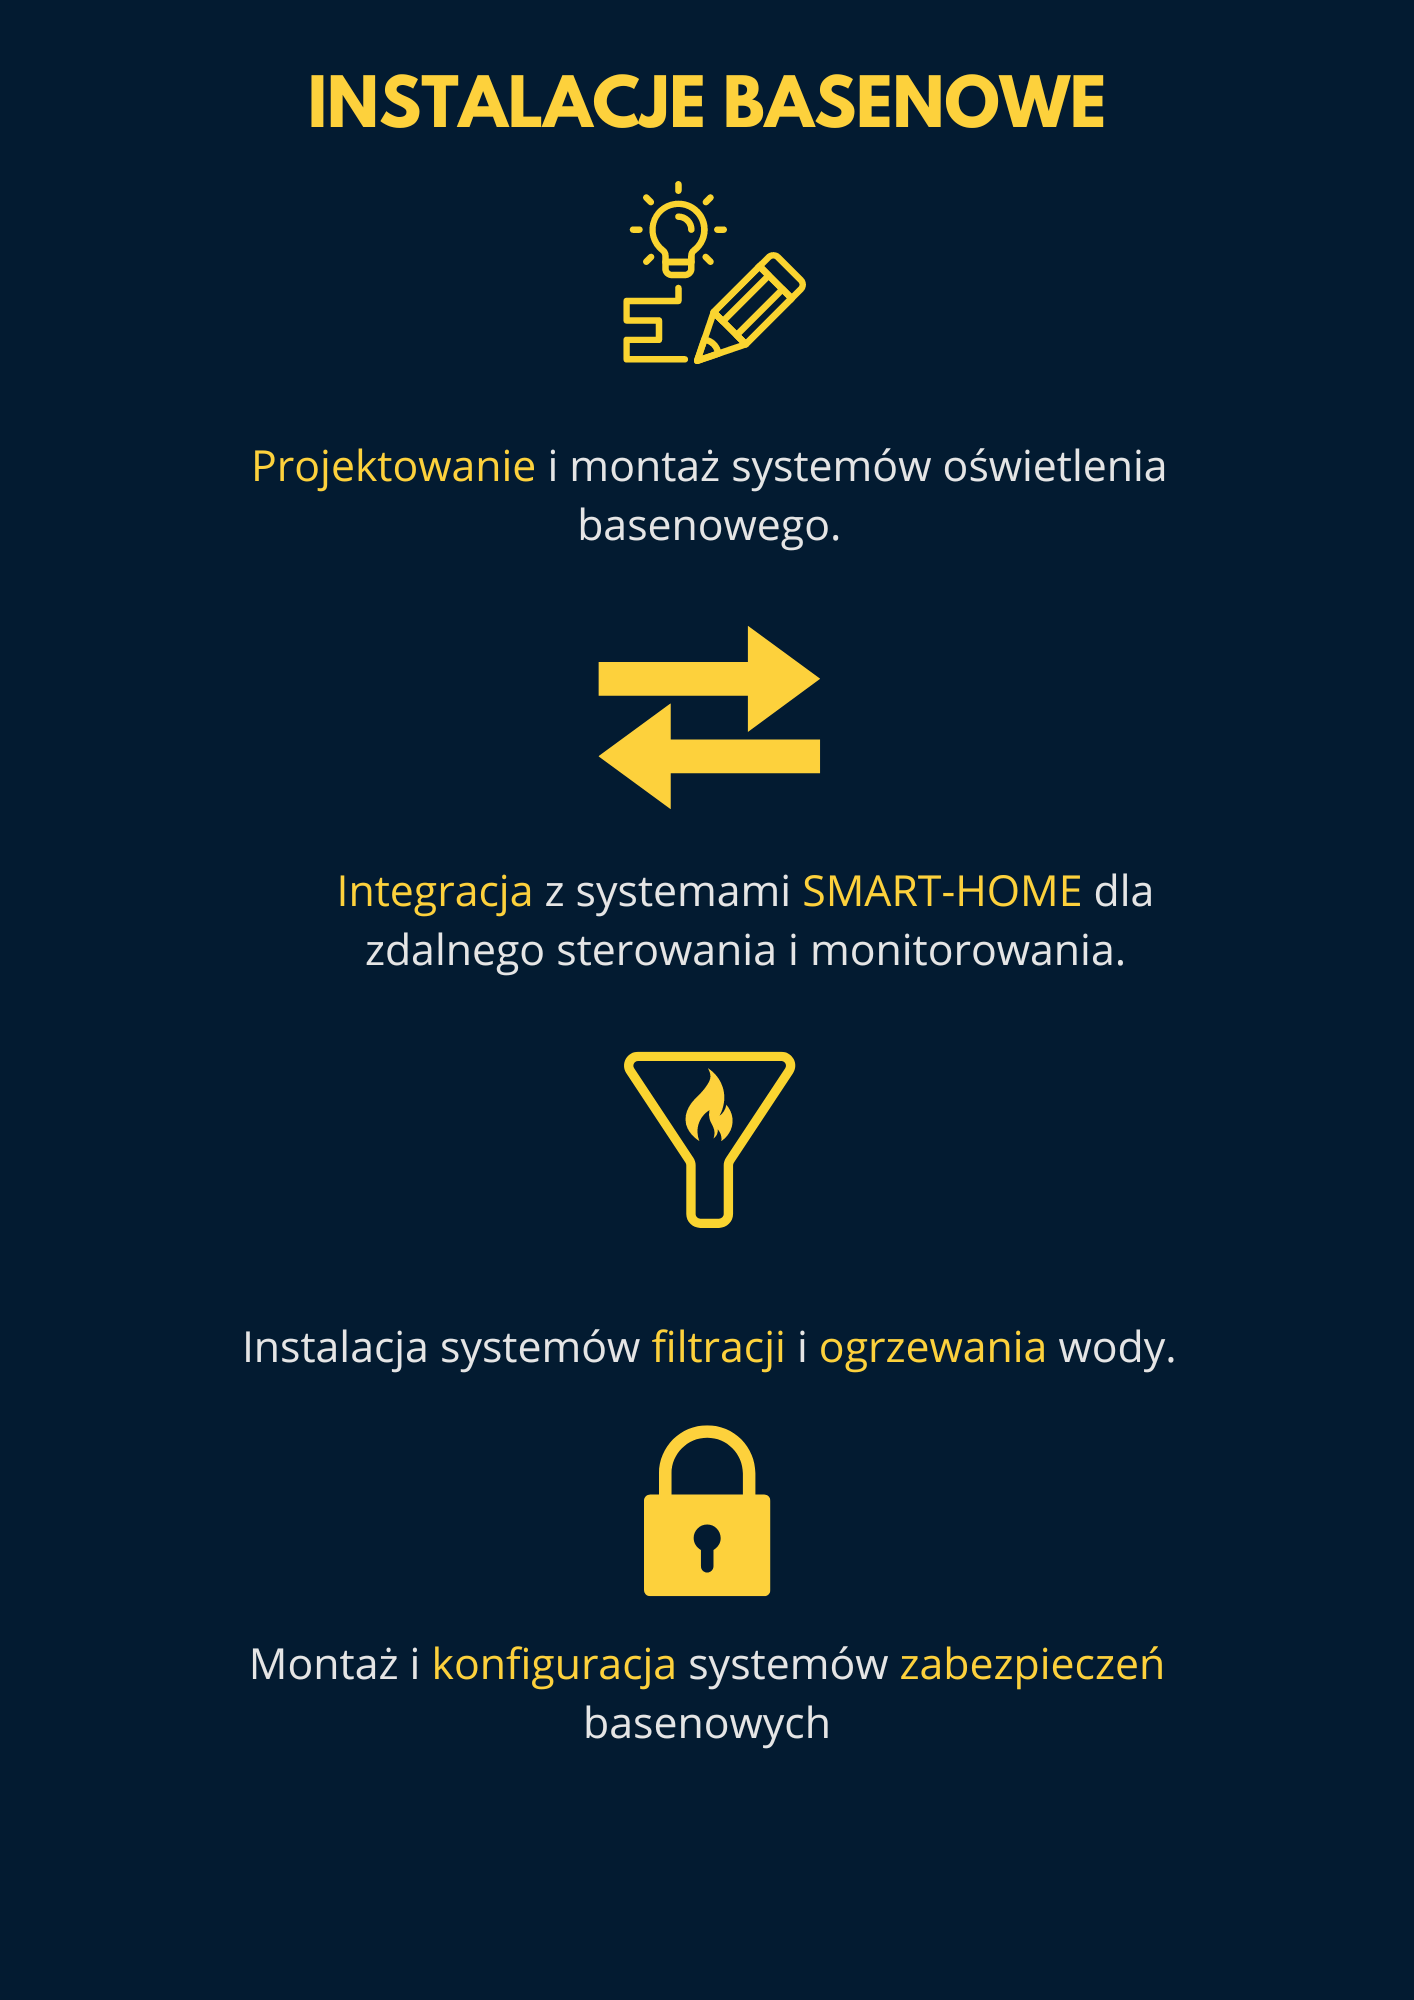 INSTALACJE BASENOWE
Projektowanie i montaż systemów oświetlenia
basenowego.
Integracja z systemami SMART-HOME dla
zdalnego sterowania i monitorowania.
Instalacja systemów filtracji i ogrzewania wody.
Montaż i konfiguracja systemów zabezpieczeń
basenowych